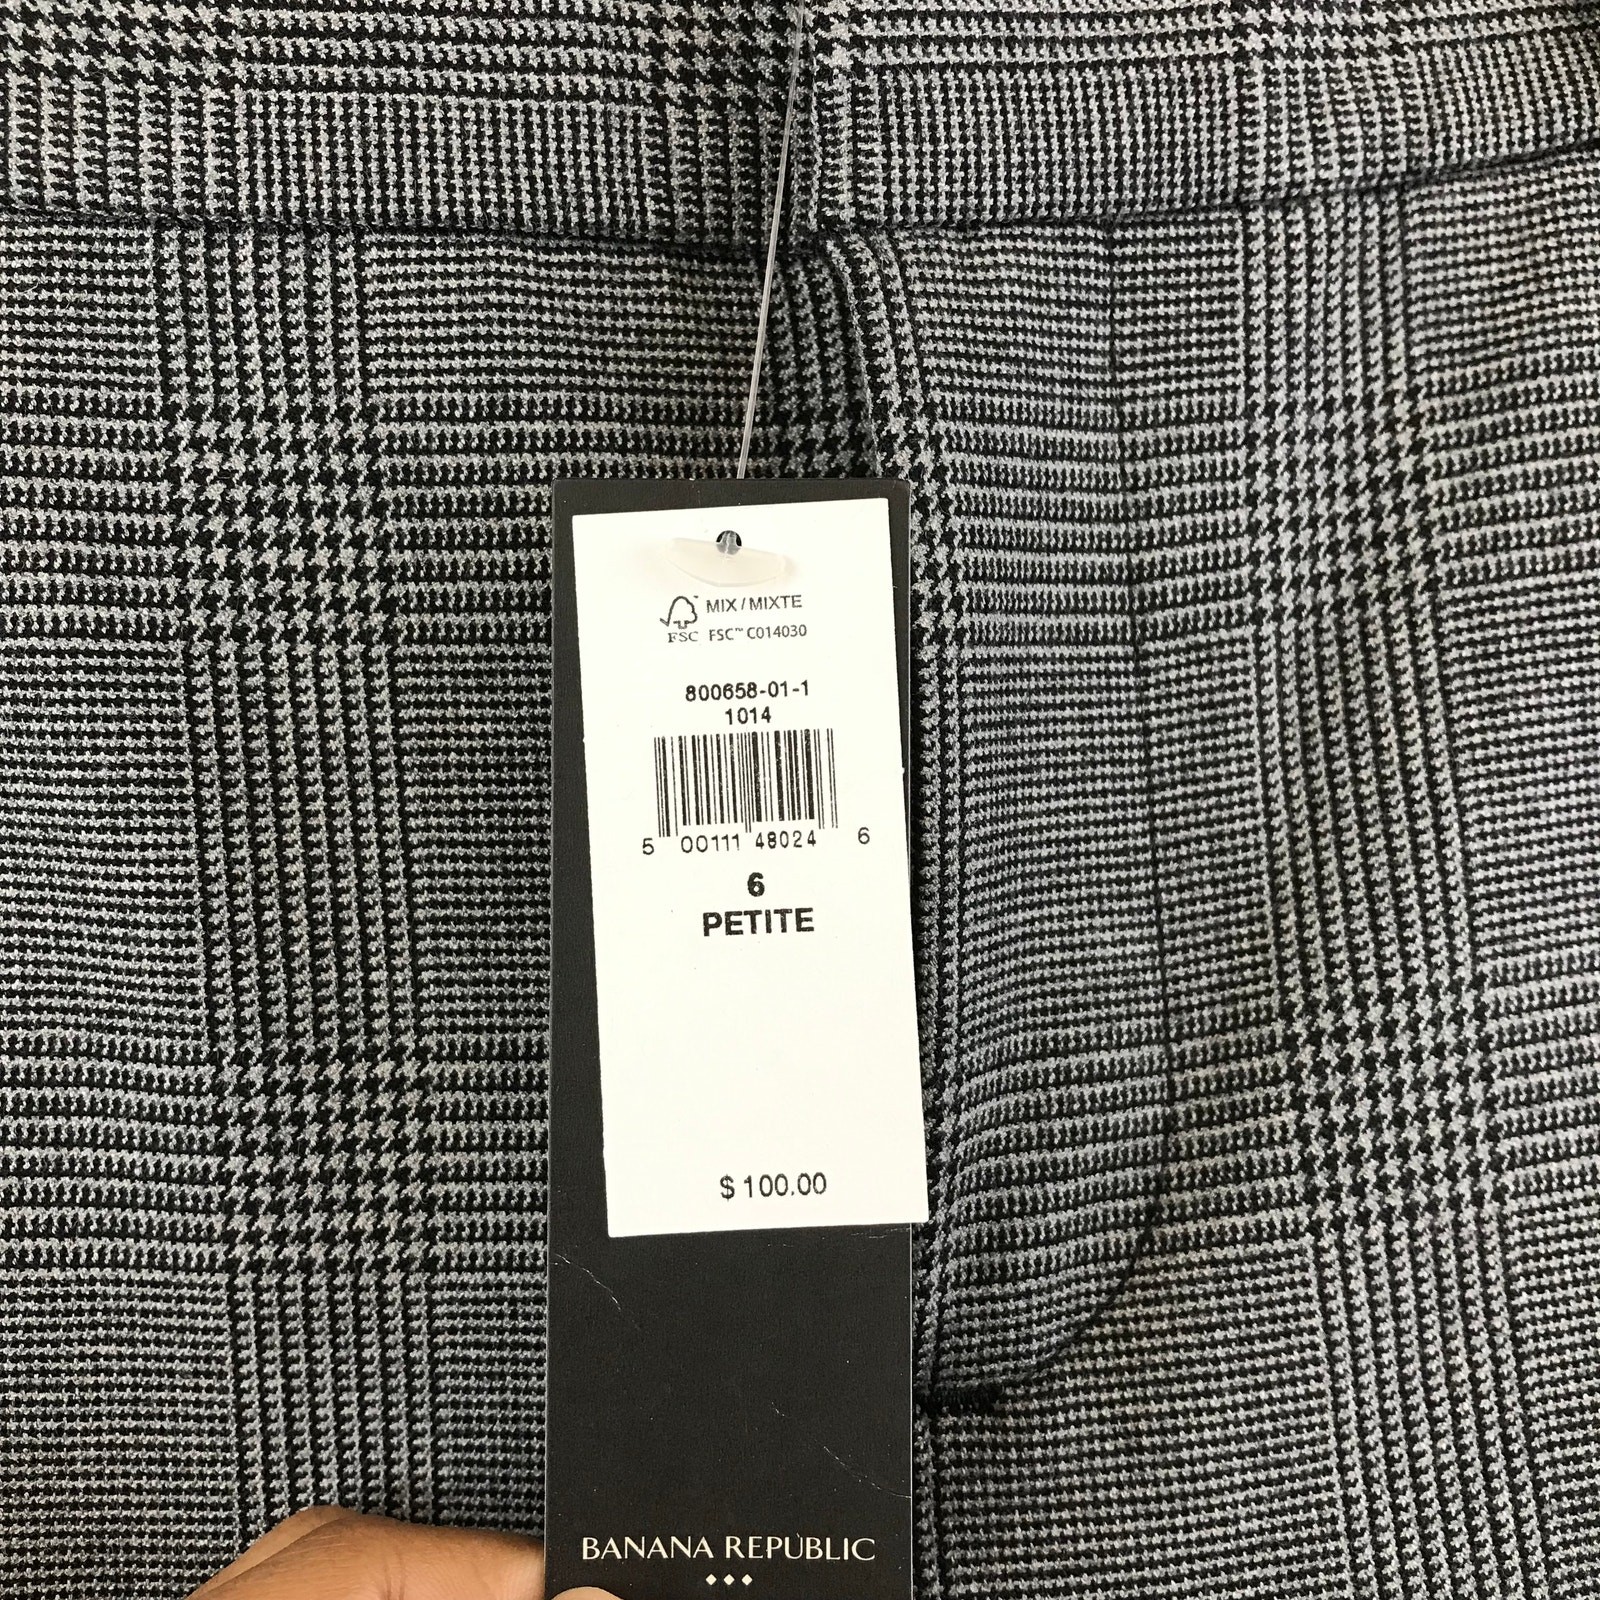 MIX / MIXTE
FSC FSC™ C014030
800658-01-1
1014
5 00111 48024 6
6
PETITE
$ 100.00
BANANA REPUBLIC